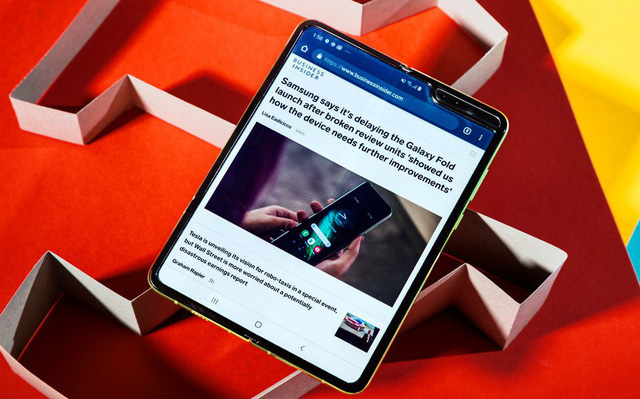 1:58
https://www.businessinsider.com
BUSINESS
INSIDER
Samsung says it's delaying the Galaxy Fold
launch after broken review units 'showed us
how the device needs further improvements'
Lisa Eadicicco
Tesla is unveiling its vision for robo-taxis in a special event,
but Wall Street is more worried about a potentially
disastrous earnings report
Graham Rapier 5h